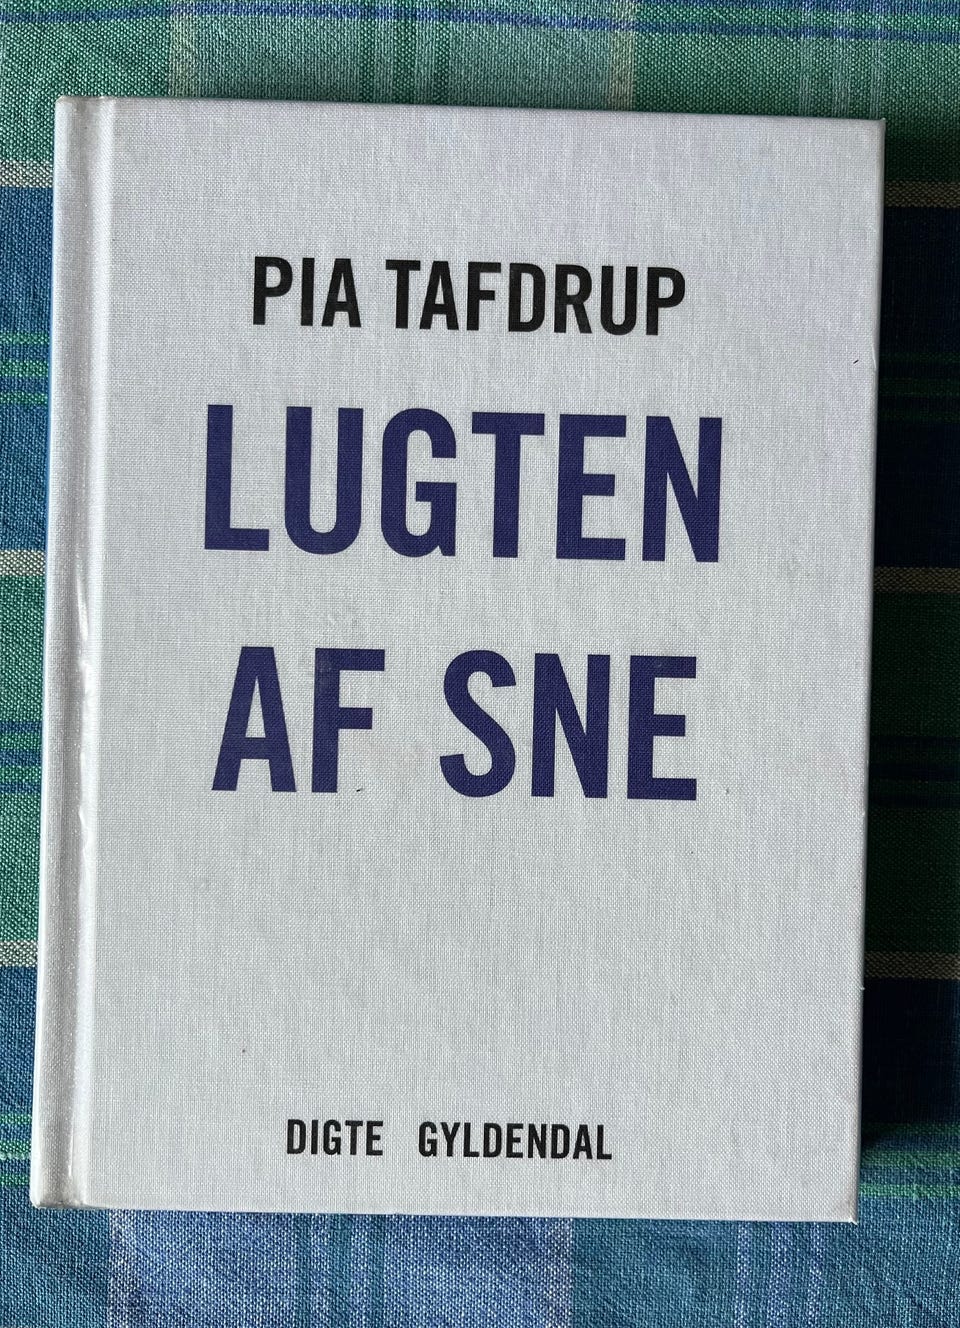 PIA TAFDRUP
LUGTEN
AF SNE
DIGTE GYLDENDAL